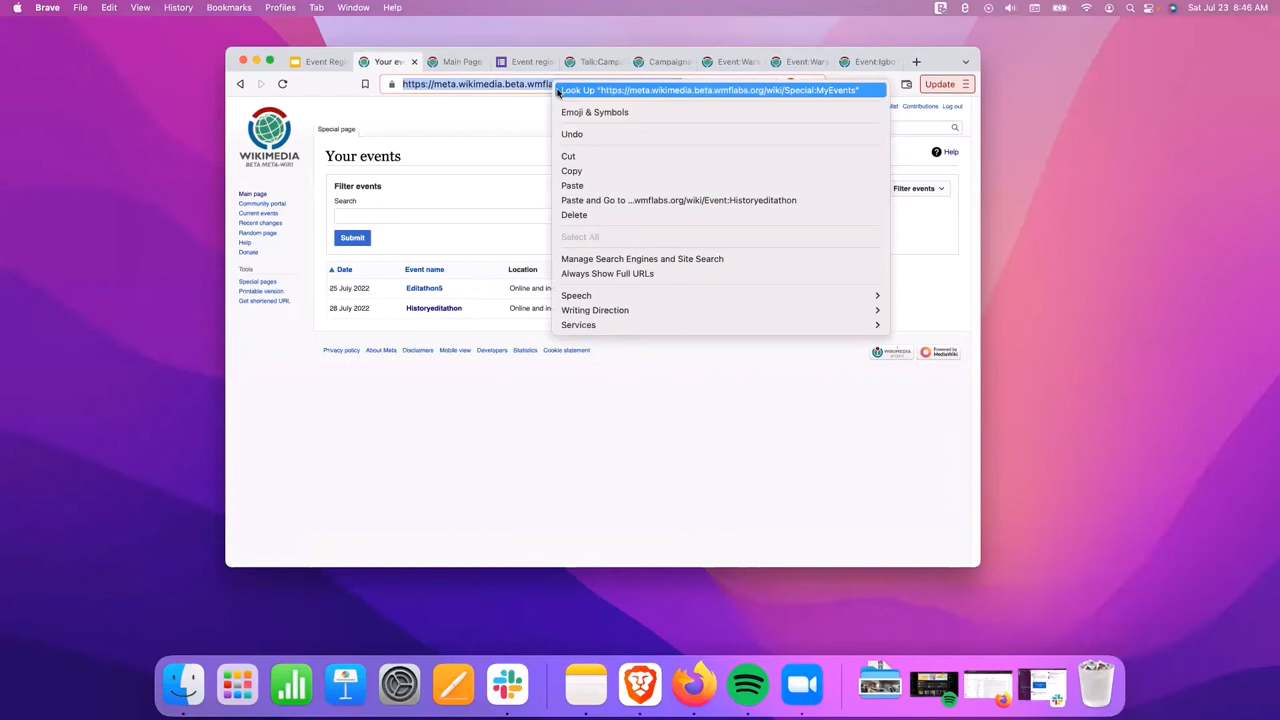 Brave File Edit View History Bookmarks Profiles Tab Window Help Sat Jul 23 8:46 AM
Event Reg Your ev Main Page Event regis Talk:Camp Campaigns Event:Wari Event:Wars Event:Igbo
https://meta.wikimedia.beta.wmfla Update
Look Up "https://meta.wikimedia.beta.wmflabs.org/wiki/Special:MyEvents"
Emoji & Symbols
Undo
Cut
Copy
Paste
Paste and Go to ...wmflabs.org/wiki/Event:Historyeditathon
Delete
Select All
Manage Search Engines and Site Search
Always Show Full URLs
Speech
Writing Direction
Services
Contributions Log out
WIKIMEDIA
BETA META-WIKI
Special page
Your events
Help
Filter events
Search
Submit
Filter events
Main page
Community portal
Current events
Recent changes
Random page
Help
Donate
Tools
Special pages
Printable version
Get shortened URL
Date Event name Location
25 July 2022 Editathon5 Online and in-
28 July 2022 Historyeditathon Online and in-
Privacy policy About Meta Disclaimers Mobile view Developers Statistics Cookie statement
WIKIMEDIA project
Powered by MediaWiki